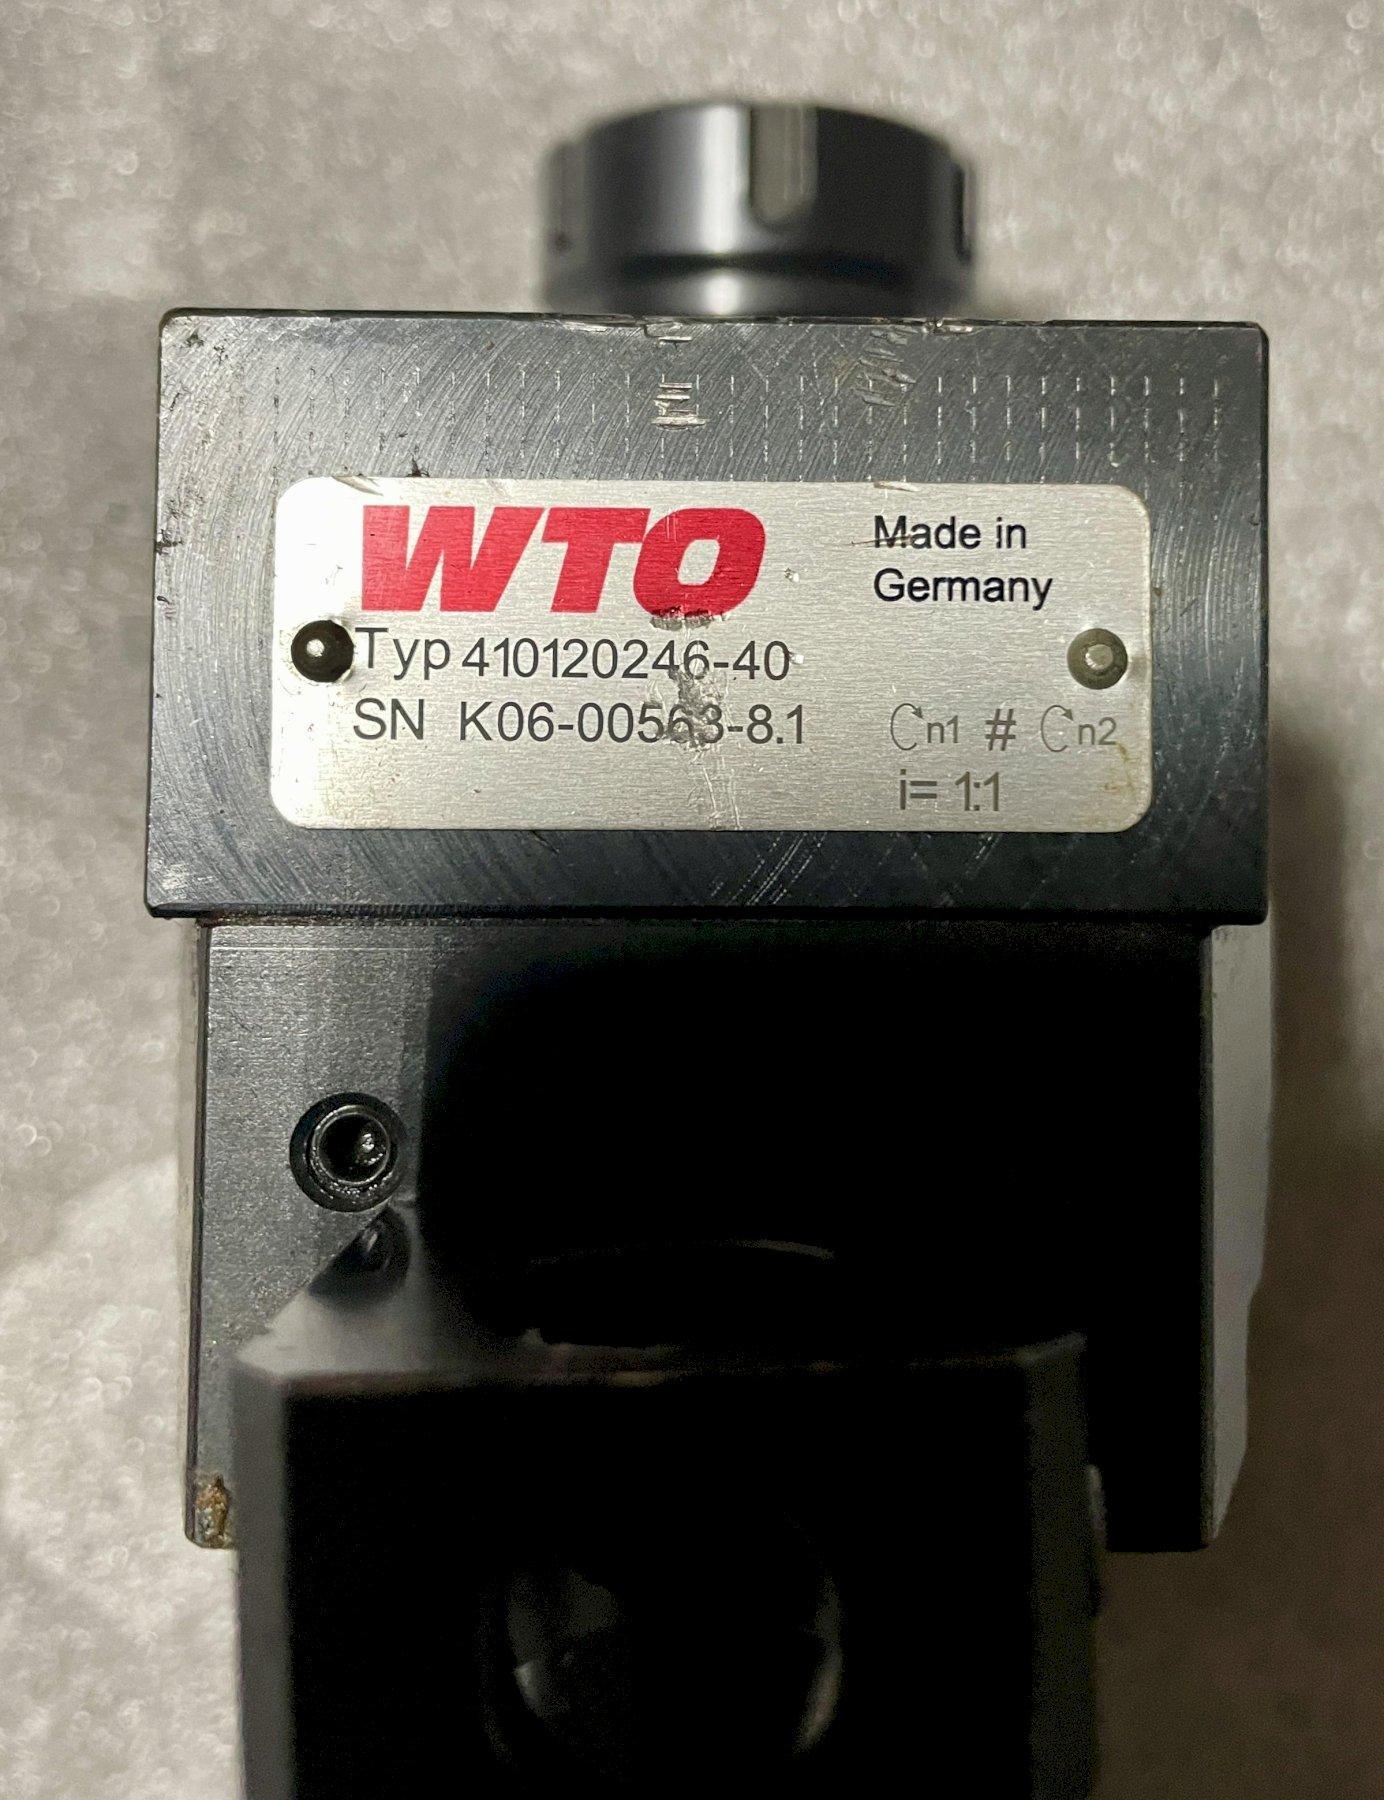 WTO
Made in
Germany
Typ 410120246-40
SN K06-00563-8.1
n1 # n2
i= 1:1